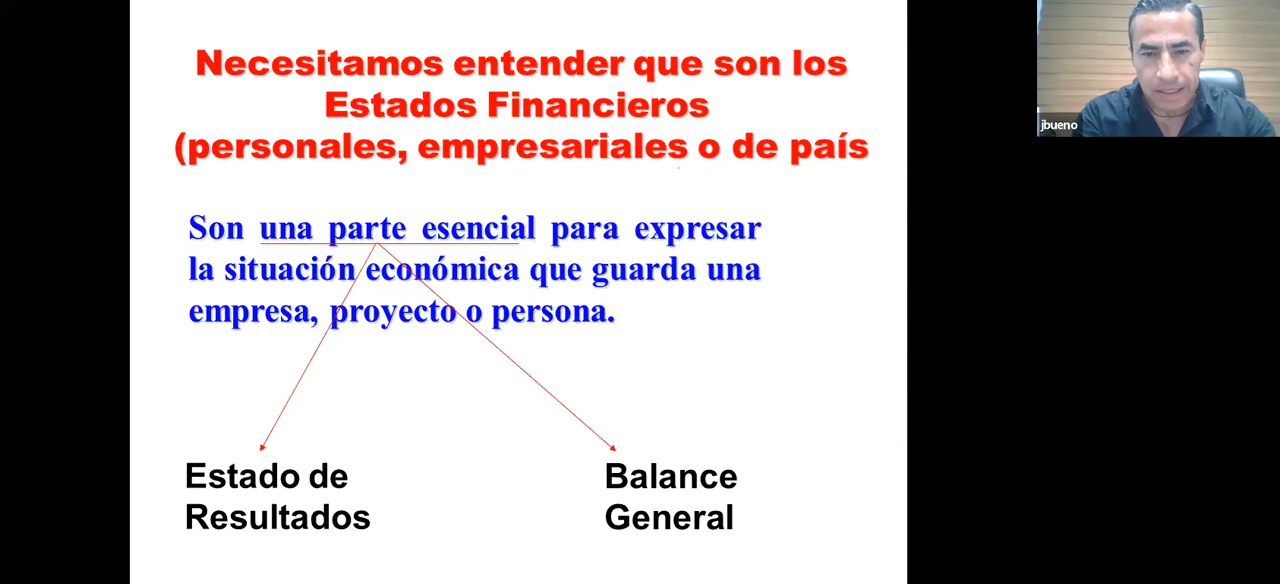 Necesitamos entender que son los
Estados Financieros
(personales, empresariales o de país
jbueno
Son una parte esencial para expresar
la situación económica que guarda una
empresa, proyecto o persona.
Estado de
Resultados
Balance
General